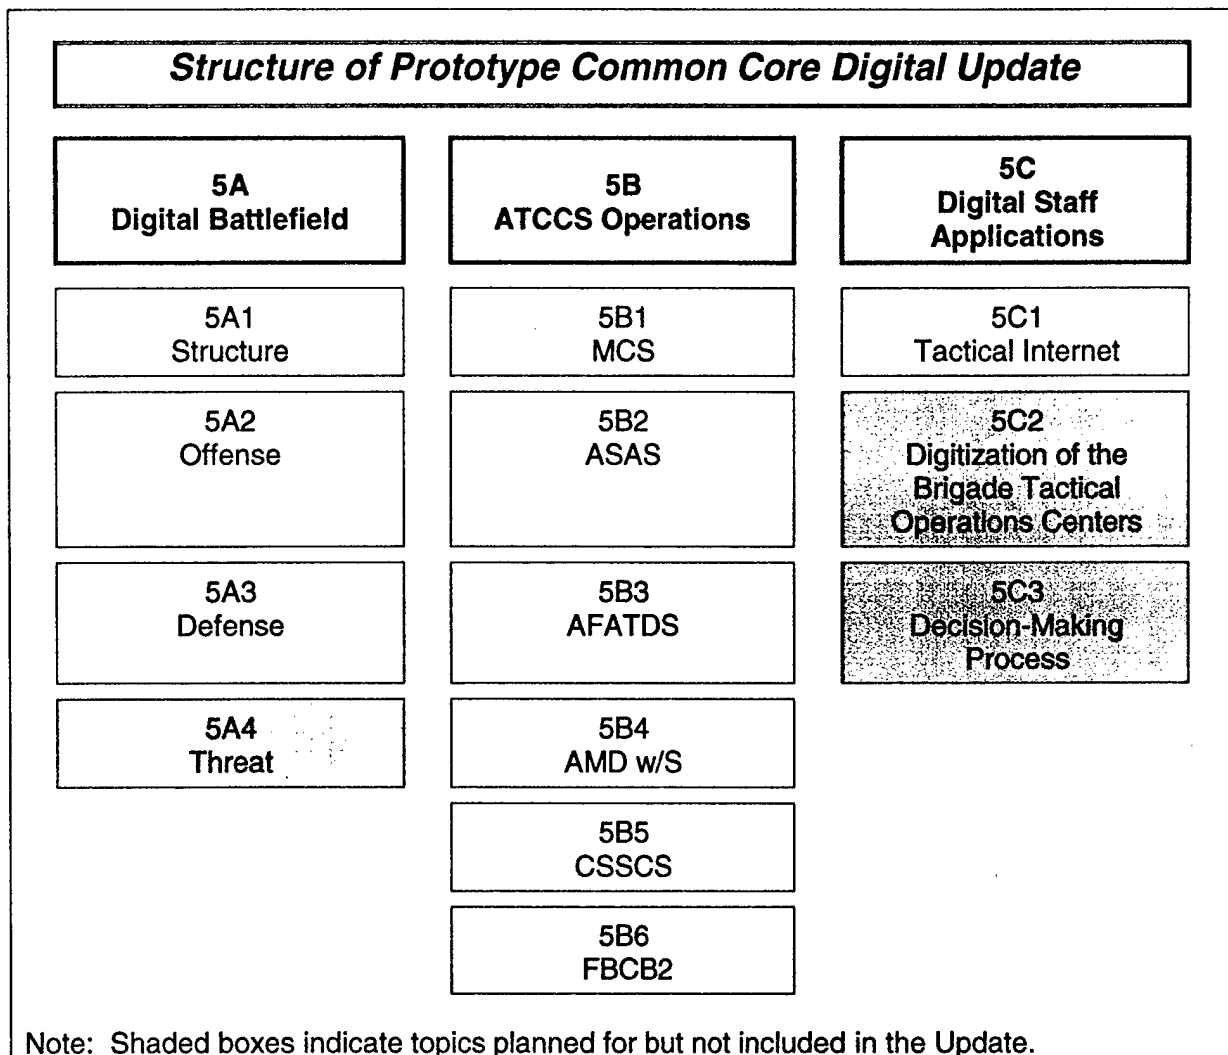 Structure of Prototype Common Core Digital Update
5A
Digital Battlefield
5A1
Structure
5A2
Offense
5A3
Defense
5A4
Threat
5B
ATCCS Operations
5B1
MCS
5B2
ASAS
5B3
AFATDS
5B4
AMD w/S
5B5
CSSCS
5B6
FBCB2
5C
Digital Staff
Applications
5C1
Tactical Internet
5C2
Digitization of the
Brigade Tactical
Operations Centers
5C3
Decision-Making
Process
Note: Shaded boxes indicate topics planned for but not included in the Update.